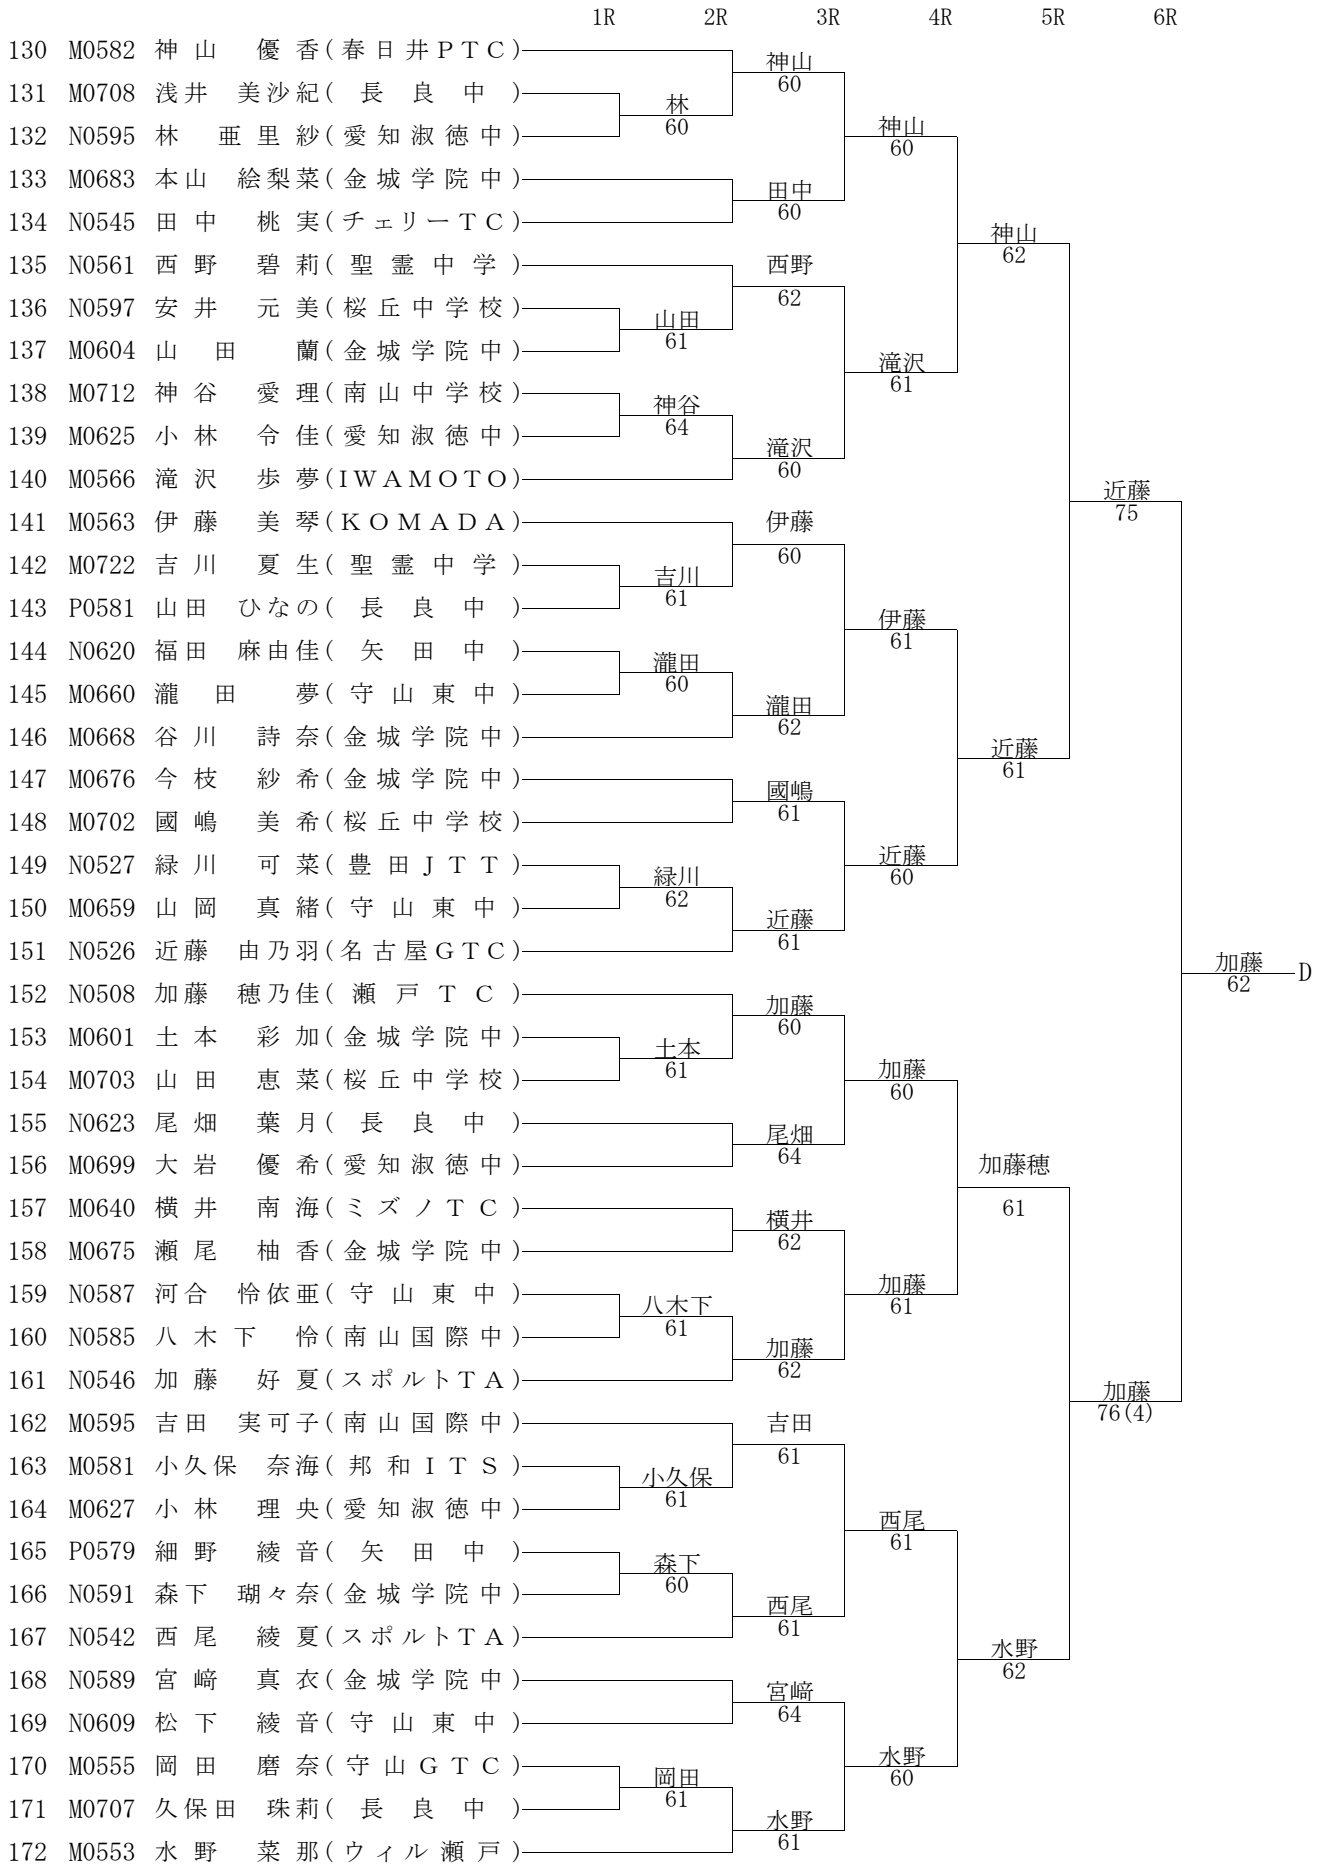 1R 2R 3R 4R 5R 6R
130 M0582 神山 優香(春日井PTC)
神山
60
131 M0708 浅井 美沙紀(長良中)
林
60
132 N0595 林 亜里紗(愛知淑徳中)
神山
60
133 M0683 本山 絵梨菜(金城学院中)
田中
60
134 N0545 田中 桃実(チェリーTC)
神山
62
135 N0561 西野 碧莉(聖霊中学)
西野
62
136 N0597 安井 元美(桜丘中学校)
山田
61
137 M0604 山田 蘭(金城学院中)
滝沢
61
138 M0712 神谷 愛理(南山中学校)
神谷
64
139 M0625 小林 令佳(愛知淑徳中)
滝沢
60
140 M0566 滝沢 歩夢(IWAMOTO)
近藤
75
141 M0563 伊藤 美琴(KOMADA)
伊藤
60
142 M0722 吉川 夏生(聖霊中学)
吉川
61
143 P0581 山田 ひなの(長良中)
伊藤
61
144 N0620 福田 麻由佳(矢田中)
瀧田
60
145 M0660 瀧田 夢(守山東中)
瀧田
62
146 M0668 谷川 詩奈(金城学院中)
近藤
61
147 M0676 今枝 紗希(金城学院中)
國嶋
61
148 M0702 國嶋 美希(桜丘中学校)
近藤
60
149 N0527 緑川 可菜(豊田JTT)
緑川
62
150 M0659 山岡 真緒(守山東中)
近藤
61
151 N0526 近藤 由乃羽(名古屋GTC)
加藤
62
D
152 N0508 加藤 穂乃佳(瀬戸TC)
加藤
60
153 M0601 土本 彩加(金城学院中)
土本
61
154 M0703 山田 恵菜(桜丘中学校)
加藤
60
155 N0623 尾畑 葉月(長良中)
尾畑
64
156 M0699 大岩 優希(愛知淑徳中)
加藤穂
61
157 M0640 横井 南海(ミズノTC)
横井
62
158 M0675 瀬尾 柚香(金城学院中)
加藤
61
159 N0587 河合 怜依亜(守山東中)
八木下
61
160 N0585 八木下 怜(南山国際中)
加藤
62
161 N0546 加藤 好夏(スポルトTA)
加藤
76(4)
162 M0595 吉田 実可子(南山国際中)
吉田
61
163 M0581 小久保 奈海(邦和ITS)
小久保
61
164 M0627 小林 理央(愛知淑徳中)
西尾
61
165 P0579 細野 綾音(矢田中)
森下
60
166 N0591 森下 瑚々奈(金城学院中)
西尾
61
167 N0542 西尾 綾夏(スポルトTA)
水野
62
168 N0589 宮﨑 真衣(金城学院中)
宮﨑
64
169 N0609 松下 綾音(守山東中)
水野
60
170 M0555 岡田 磨奈(守山GTC)
岡田
61
171 M0707 久保田 珠莉(長良中)
水野
61
172 M0553 水野 菜那(ウィル瀬戸)